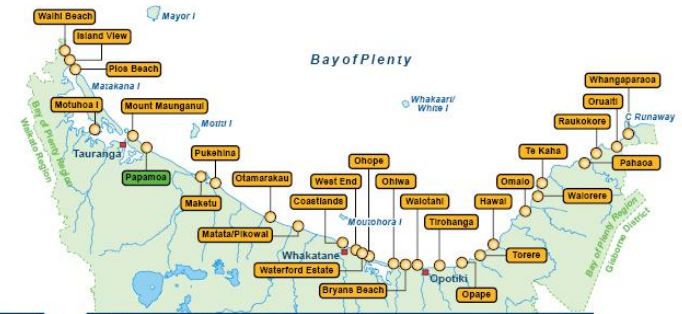 Waihi Beach
Mayor I
Island View
Bay of Plenty
Pios Beach
Whangaparaoa
Matakana I
Whakaari/
White I
Oruaiti
Motuhoa I
Mount Maunganui
C Runaway
Raukokore
Motiti I
Bay of Plenty Region
Waikato Region
Tauranga
Pukehina
Ohope
Te Kaha
Pahaoa
Papamoa
Otamarakau
West End
Ohiwa
Omaio
Waiorere
Maketu
Coastlands
Waiotahi
Hawai
Moutohora I
Tirohanga
Matata/Pikowai
Whakatane
Torere
Bay of Plenty Region
Gisborne District
Waterford Estate
Opotiki
Bryans Beach
Opape